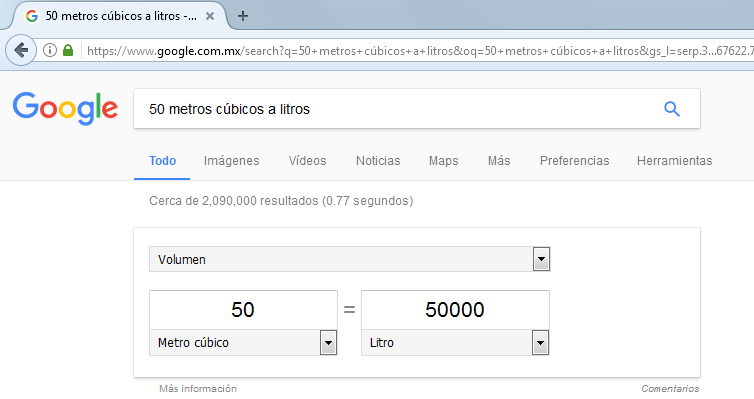 50 metros cúbicos a litros -...
https://www.google.com.mx/search?q=50+metros+cúbicos+a+litros&oq=50+metros+cúbicos+a+litros&gs_l=serp.3...67622.7
Google
50 metros cúbicos a litros
Todo Imágenes Vídeos Noticias Maps Más Preferencias Herramientas
Cerca de 2,090,000 resultados (0.77 segundos)
Volumen
50 = 50000
Metro cúbico Litro
Más información Comentarios